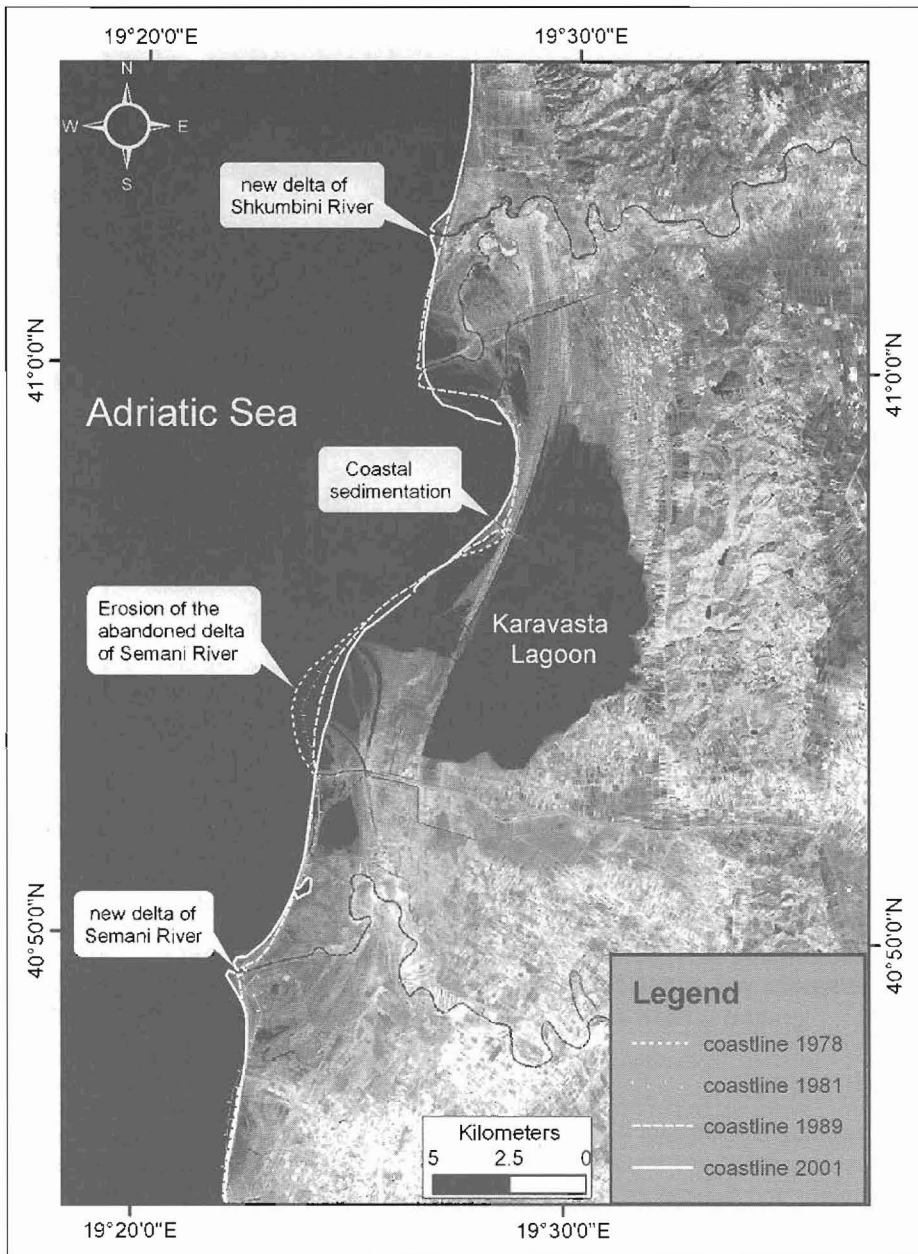 19°20'0"E
19°30'0"E
N
W
E
S
new delta of
Shkumbini River
41°0'0"N
41°0'0"N
Adriatic Sea
Coastal
sedimentation
Erosion of the
abandoned delta
of Semani River
Karavasta
Lagoon
new delta of
Semani River
40°50'0"N
40°50'0"N
Legend
coastline 1978
coastline 1981
coastline 1989
coastline 2001
Kilometers
5 2.5 0
19°20'0"E
19°30'0"E